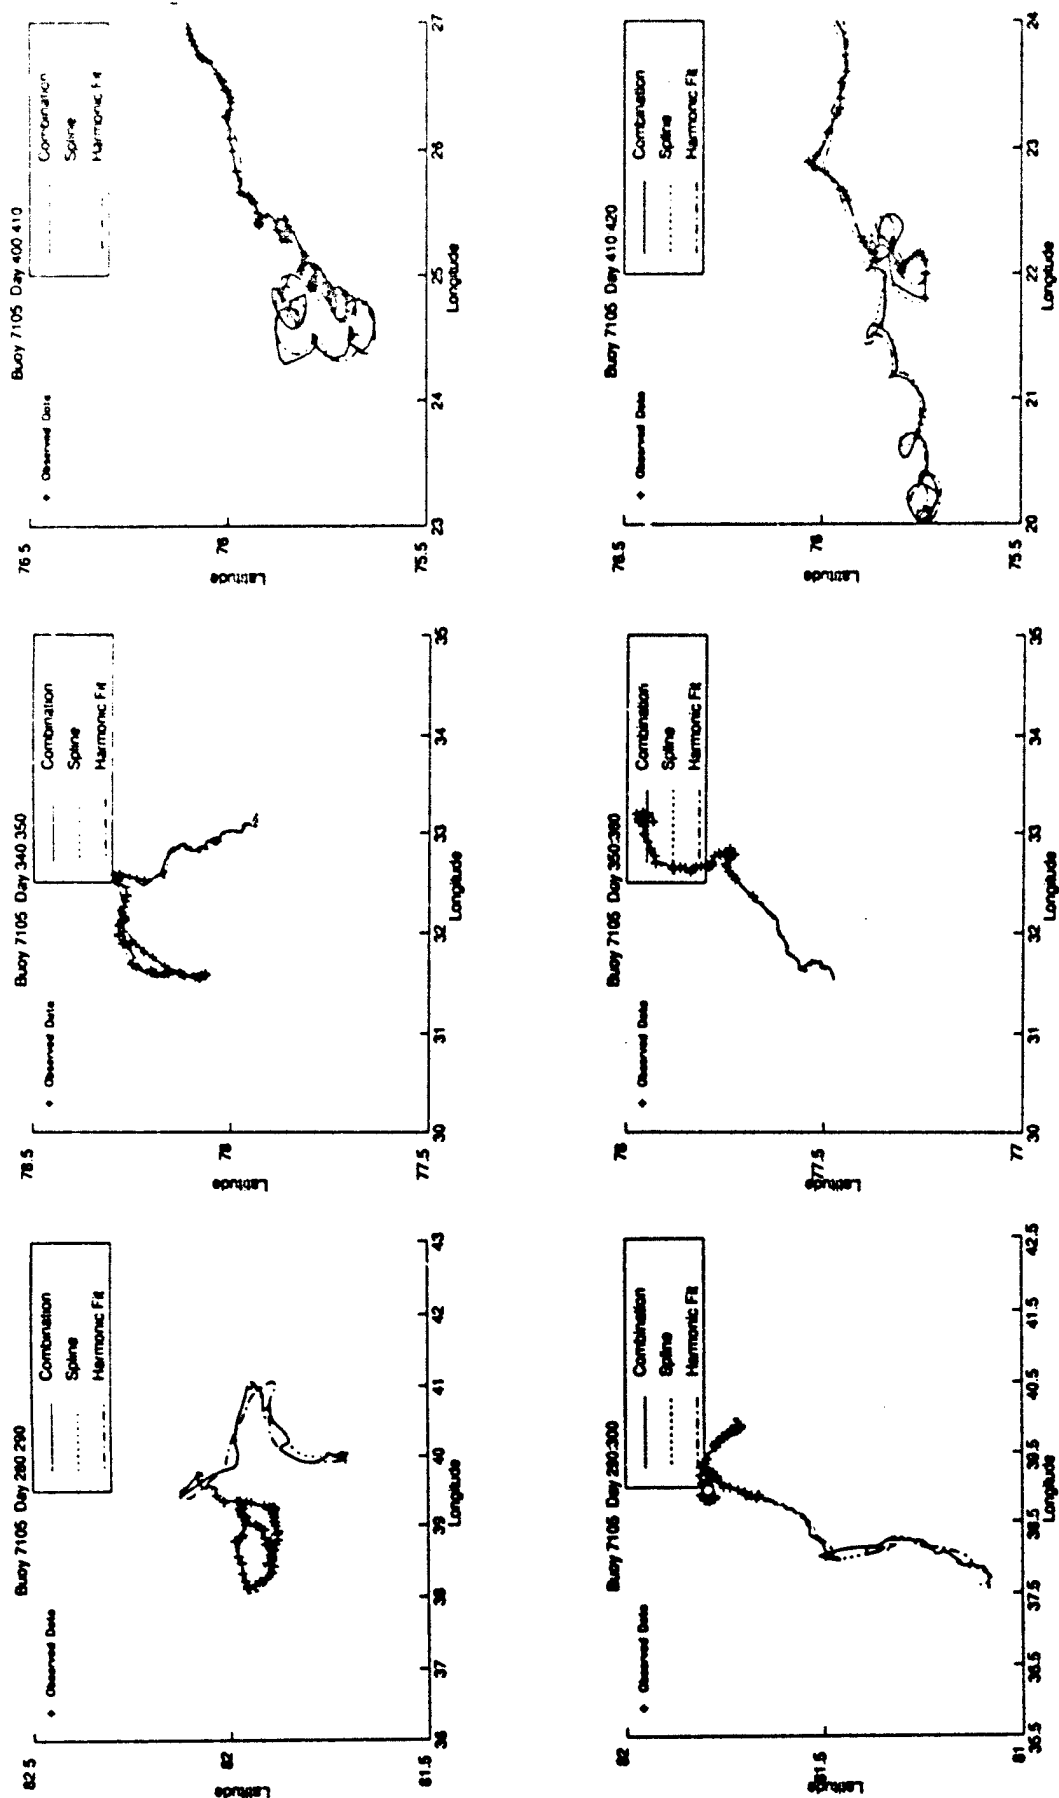 Buoy 7105 Day 280 290
82.5
82
81.5
Latitude
+ Observed Data
Combination
Spline
Harmonic Fit
36 37 38 39 40 41 42 43
Longitude
Buoy 7105 Day 340 350
78.5
78
77.5
Latitude
+ Observed Data
Combination
Spline
Harmonic Fit
30 31 32 33 34 35
Longitude
Buoy 7105 Day 400 410
76.5
76
75.5
Latitude
+ Observed Data
Combination
Spline
Harmonic Fit
23 24 25 26 27
Longitude
Buoy 7105 Day 290:300
82
81.5
81
Latitude
+ Observed Data
Combination
Spline
Harmonic Fit
35.5 36.5 37.5 38.5 39.5 40.5 41.5 42.5
Longitude
Buoy 7105 Day 350:360
78
77.5
77
Latitude
+ Observed Data
Combination
Spline
Harmonic Fit
30 31 32 33 34 35
Longitude
Buoy 7105 Day 410 420
76.5
76
75.5
Latitude
+ Observed Data
Combination
Spline
Harmonic Fit
20 21 22 23 24
Longitude